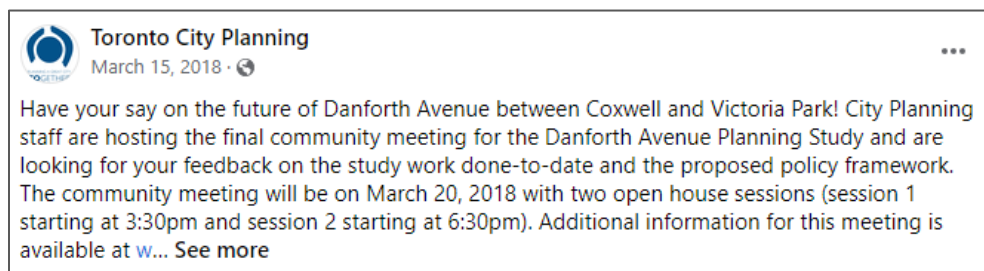 Toronto City Planning
March 15, 2018 ·
Have your say on the future of Danforth Avenue between Coxwell and Victoria Park! City Planning
staff are hosting the final community meeting for the Danforth Avenue Planning Study and are
looking for your feedback on the study work done-to-date and the proposed policy framework.
The community meeting will be on March 20, 2018 with two open house sessions (session 1
starting at 3:30pm and session 2 starting at 6:30pm). Additional information for this meeting is
available at w... See more